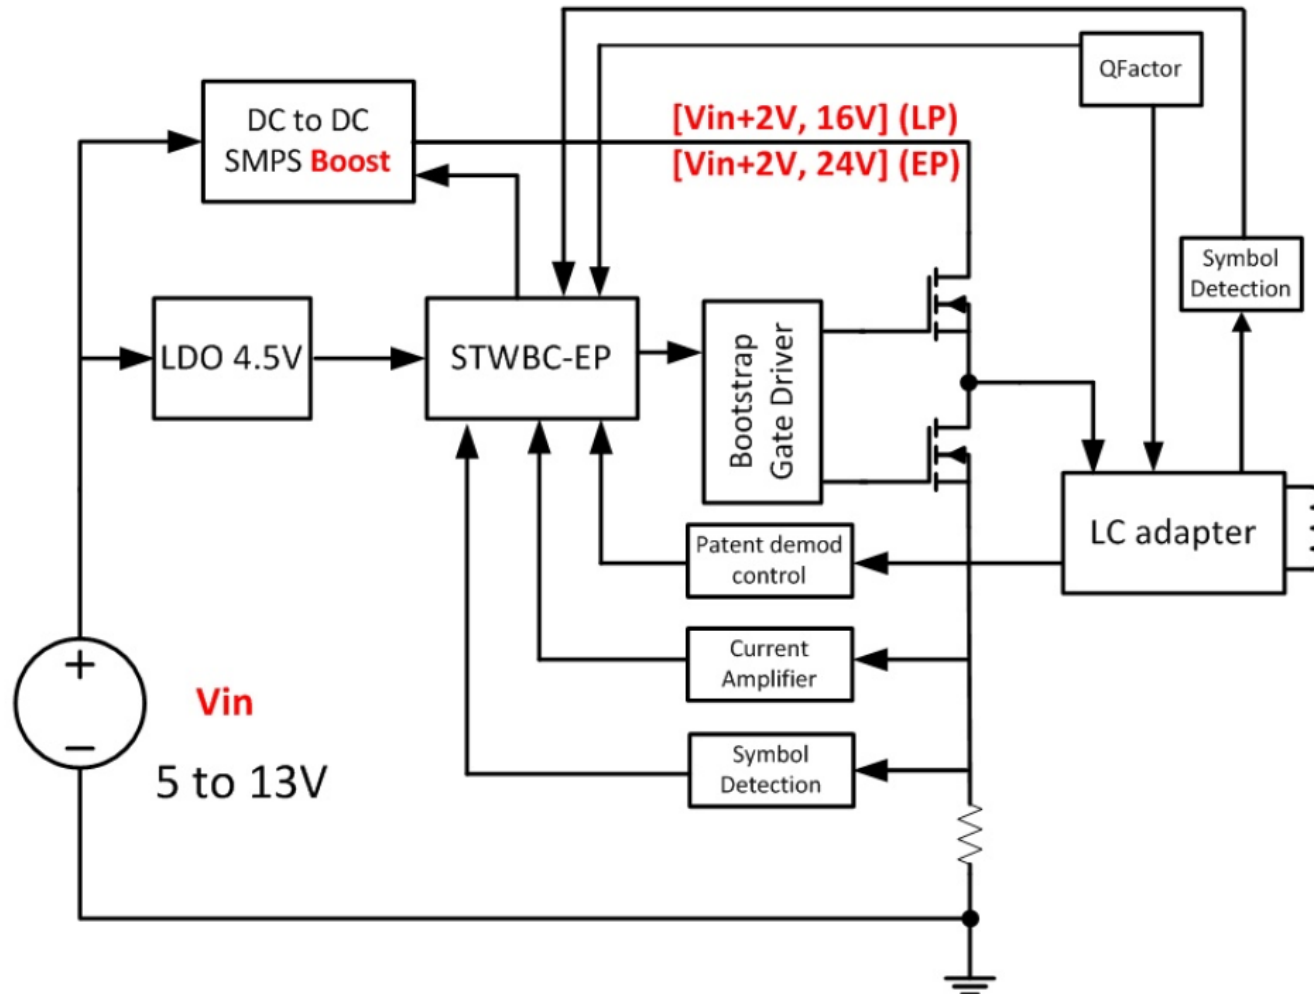 QFactor
DC to DC
SMPS Boost
[Vin+2V, 16V] (LP)
[Vin+2V, 24V] (EP)
Symbol
Detection
LDO 4.5V
STWBC-EP
Bootstrap
Gate Driver
LC adapter
Patent demod
control
Current
Amplifier
+
Vin
−
5 to 13V
Symbol
Detection